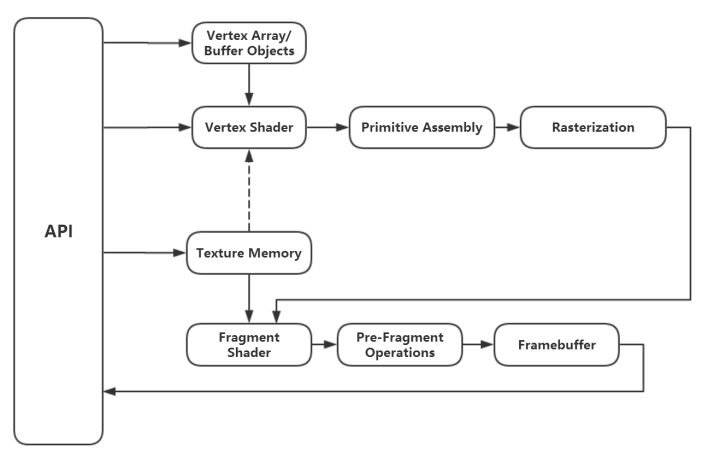 Vertex Array/
Buffer Objects
Vertex Shader
Primitive Assembly
Rasterization
API
Texture Memory
Fragment
Shader
Pre-Fragment
Operations
Framebuffer